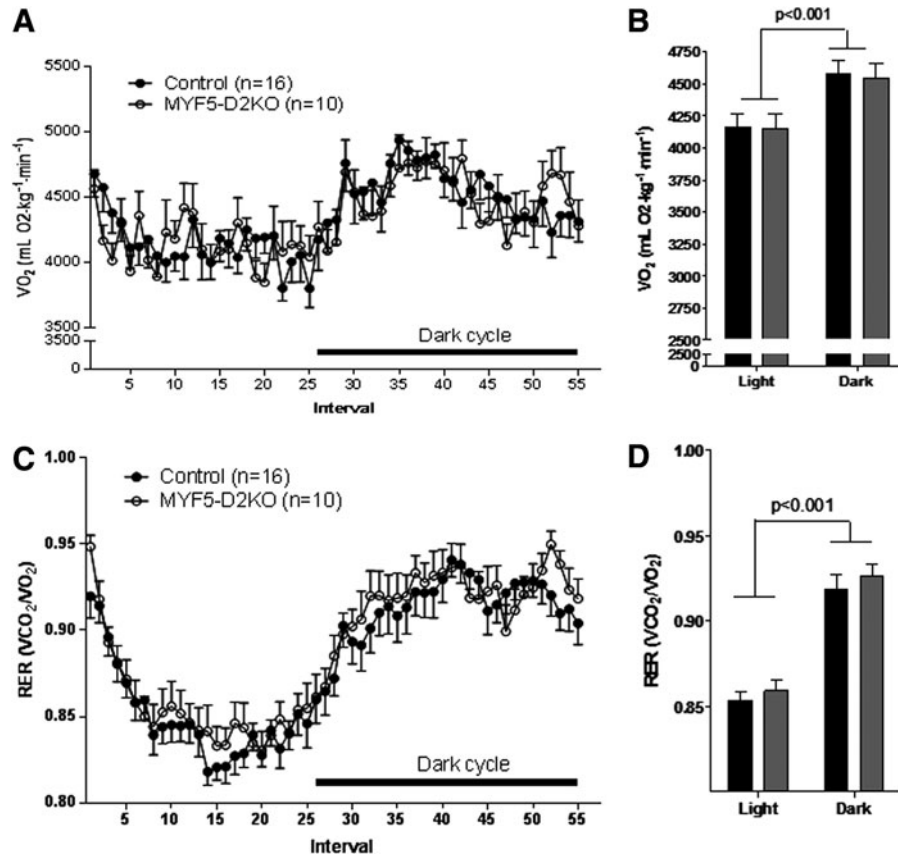 A
Control (n=16)
MYF5-D2KO (n=10)
VO₂ (mL O2·kg⁻¹·min⁻¹)
5500
5000
4500
4000
3500
3500
0
Dark cycle
5 10 15 20 25 30 35 40 45 50 55
Interval
B
p<0.001
VO₂ (mL O2·kg⁻¹·min⁻¹)
4750
4500
4250
4000
3750
3500
3250
3000
2750
2500
2500
0
Light Dark
C
Control (n=16)
MYF5-D2KO (n=10)
RER (VCO₂/VO₂)
1.00
0.95
0.90
0.85
0.80
Dark cycle
5 10 15 20 25 30 35 40 45 50 55
Interval
D
p<0.001
RER (VCO₂/VO₂)
1.00
0.95
0.90
0.85
Light Dark